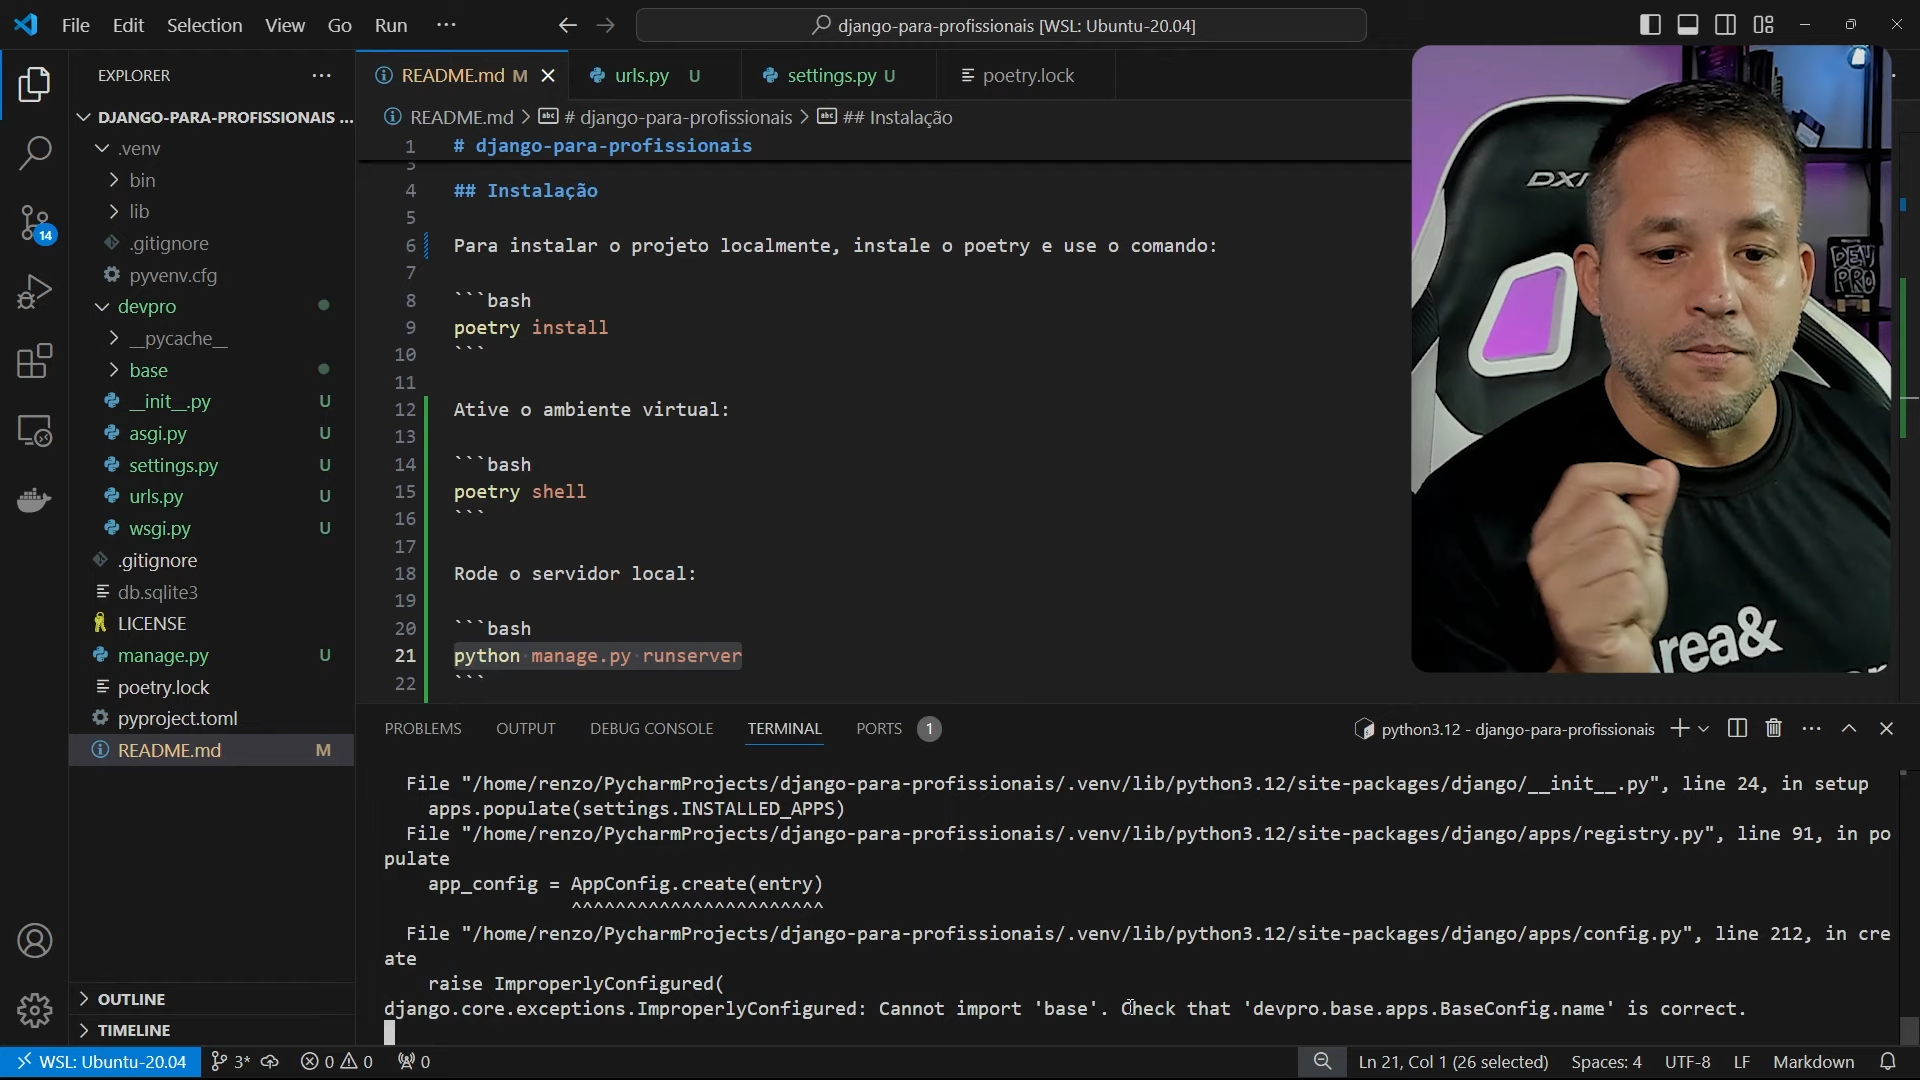 File Edit Selection View Go Run ···
django-para-profissionais [WSL: Ubuntu-20.04]
EXPLORER ···
README.md M
urls.py U
settings.py U
poetry.lock
DJANGO-PARA-PROFISSIONAIS ...
README.md > # django-para-profissionais > ## Instalação
.venv
bin
lib
.gitignore
pyvenv.cfg
devpro
__pycache__
base
__init__.py U
asgi.py U
settings.py U
urls.py U
wsgi.py U
.gitignore
db.sqlite3
LICENSE
manage.py U
poetry.lock
pyproject.toml
README.md M
OUTLINE
TIMELINE
14
1 # django-para-profissionais
3
4 ## Instalação
5
6 Para instalar o projeto localmente, instale o poetry e use o comando:
7
8 ```bash
9 poetry install
10 ```
11
12 Ative o ambiente virtual:
13
14 ```bash
15 poetry shell
16 ```
17
18 Rode o servidor local:
19
20 ```bash
21 python manage.py runserver
22 ```
DEV
PRO
rea&
PROBLEMS OUTPUT DEBUG CONSOLE TERMINAL PORTS 1
python3.12 - django-para-profissionais
File "/home/renzo/PycharmProjects/django-para-profissionais/.venv/lib/python3.12/site-packages/django/__init__.py", line 24, in setup
apps.populate(settings.INSTALLED_APPS)
File "/home/renzo/PycharmProjects/django-para-profissionais/.venv/lib/python3.12/site-packages/django/apps/registry.py", line 91, in po
pulate
app_config = AppConfig.create(entry)
^^^^^^^^^^^^^^^^^^^^^^^
File "/home/renzo/PycharmProjects/django-para-profissionais/.venv/lib/python3.12/site-packages/django/apps/config.py", line 212, in cre
ate
raise ImproperlyConfigured(
django.core.exceptions.ImproperlyConfigured: Cannot import 'base'. Check that 'devpro.base.apps.BaseConfig.name' is correct.
WSL: Ubuntu-20.04 3* 0 0 0 Ln 21, Col 1 (26 selected) Spaces: 4 UTF-8 LF Markdown